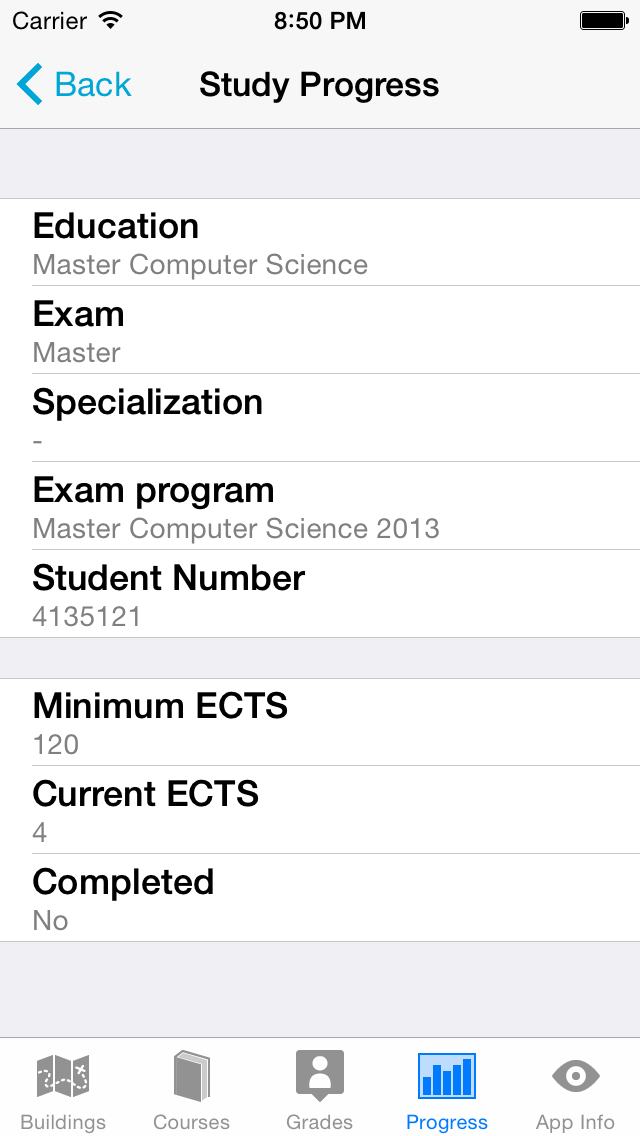 Carrier 8:50 PM
Back Study Progress
Education
Master Computer Science
Exam
Master
Specialization
-
Exam program
Master Computer Science 2013
Student Number
4135121
Minimum ECTS
120
Current ECTS
4
Completed
No
Buildings Courses Grades Progress App Info